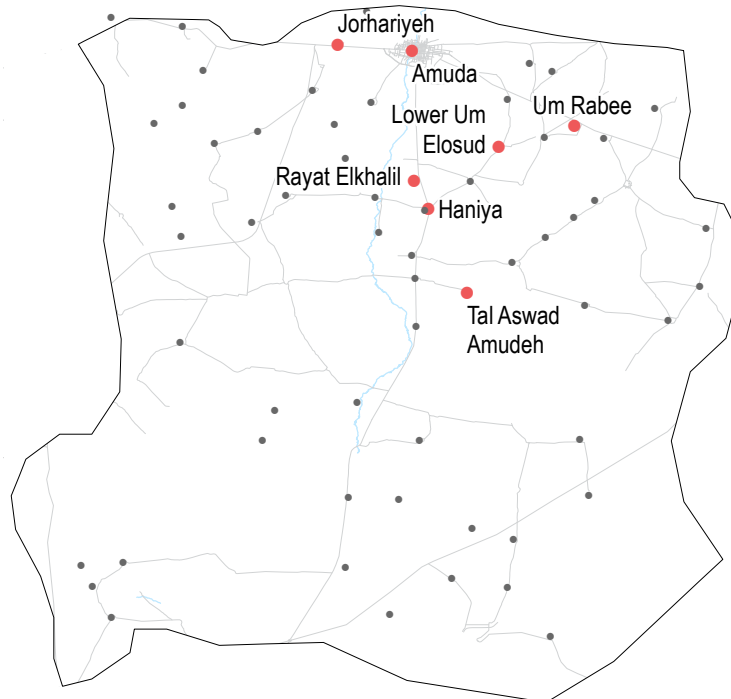 Jorhariyeh
Amuda
Lower Um
Elosud
Um Rabee
Rayat Elkhalil
Haniya
Tal Aswad
Amudeh